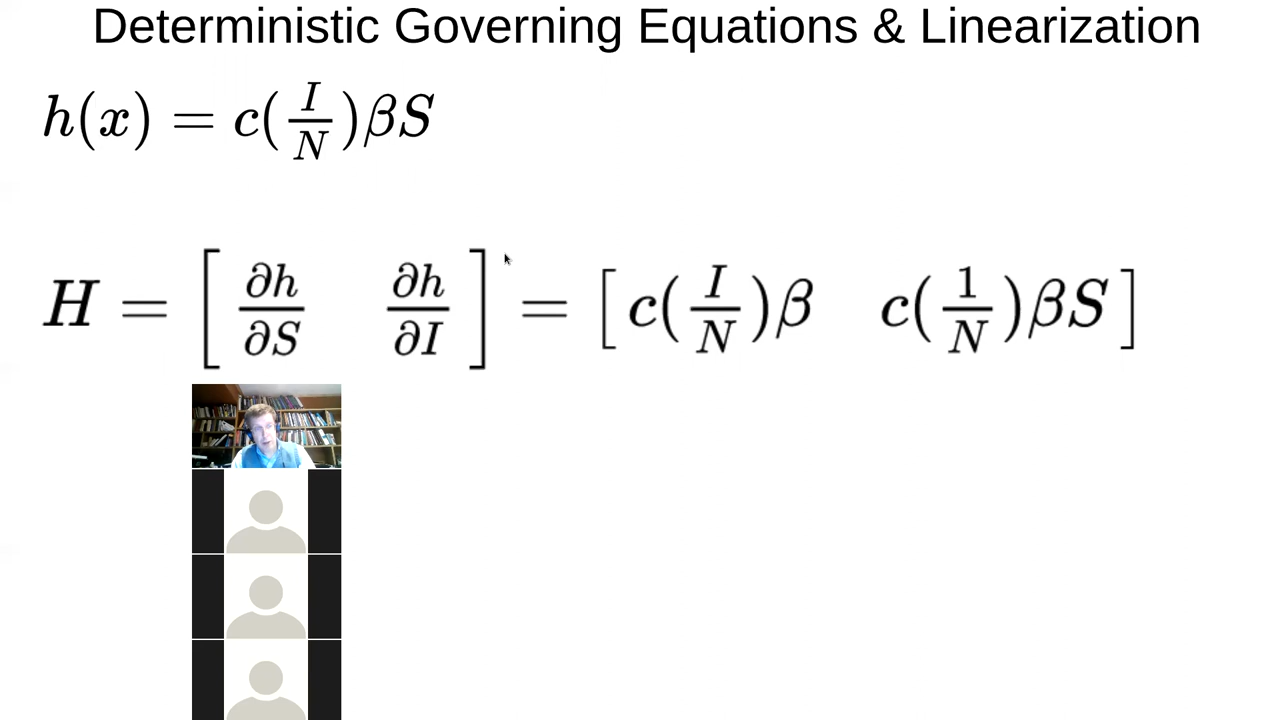 Deterministic Governing Equations & Linearization
h(x) = c(I/N)βS
H = [ ∂h/∂S ∂h/∂I ] = [ c(I/N)β c(1/N)βS ]